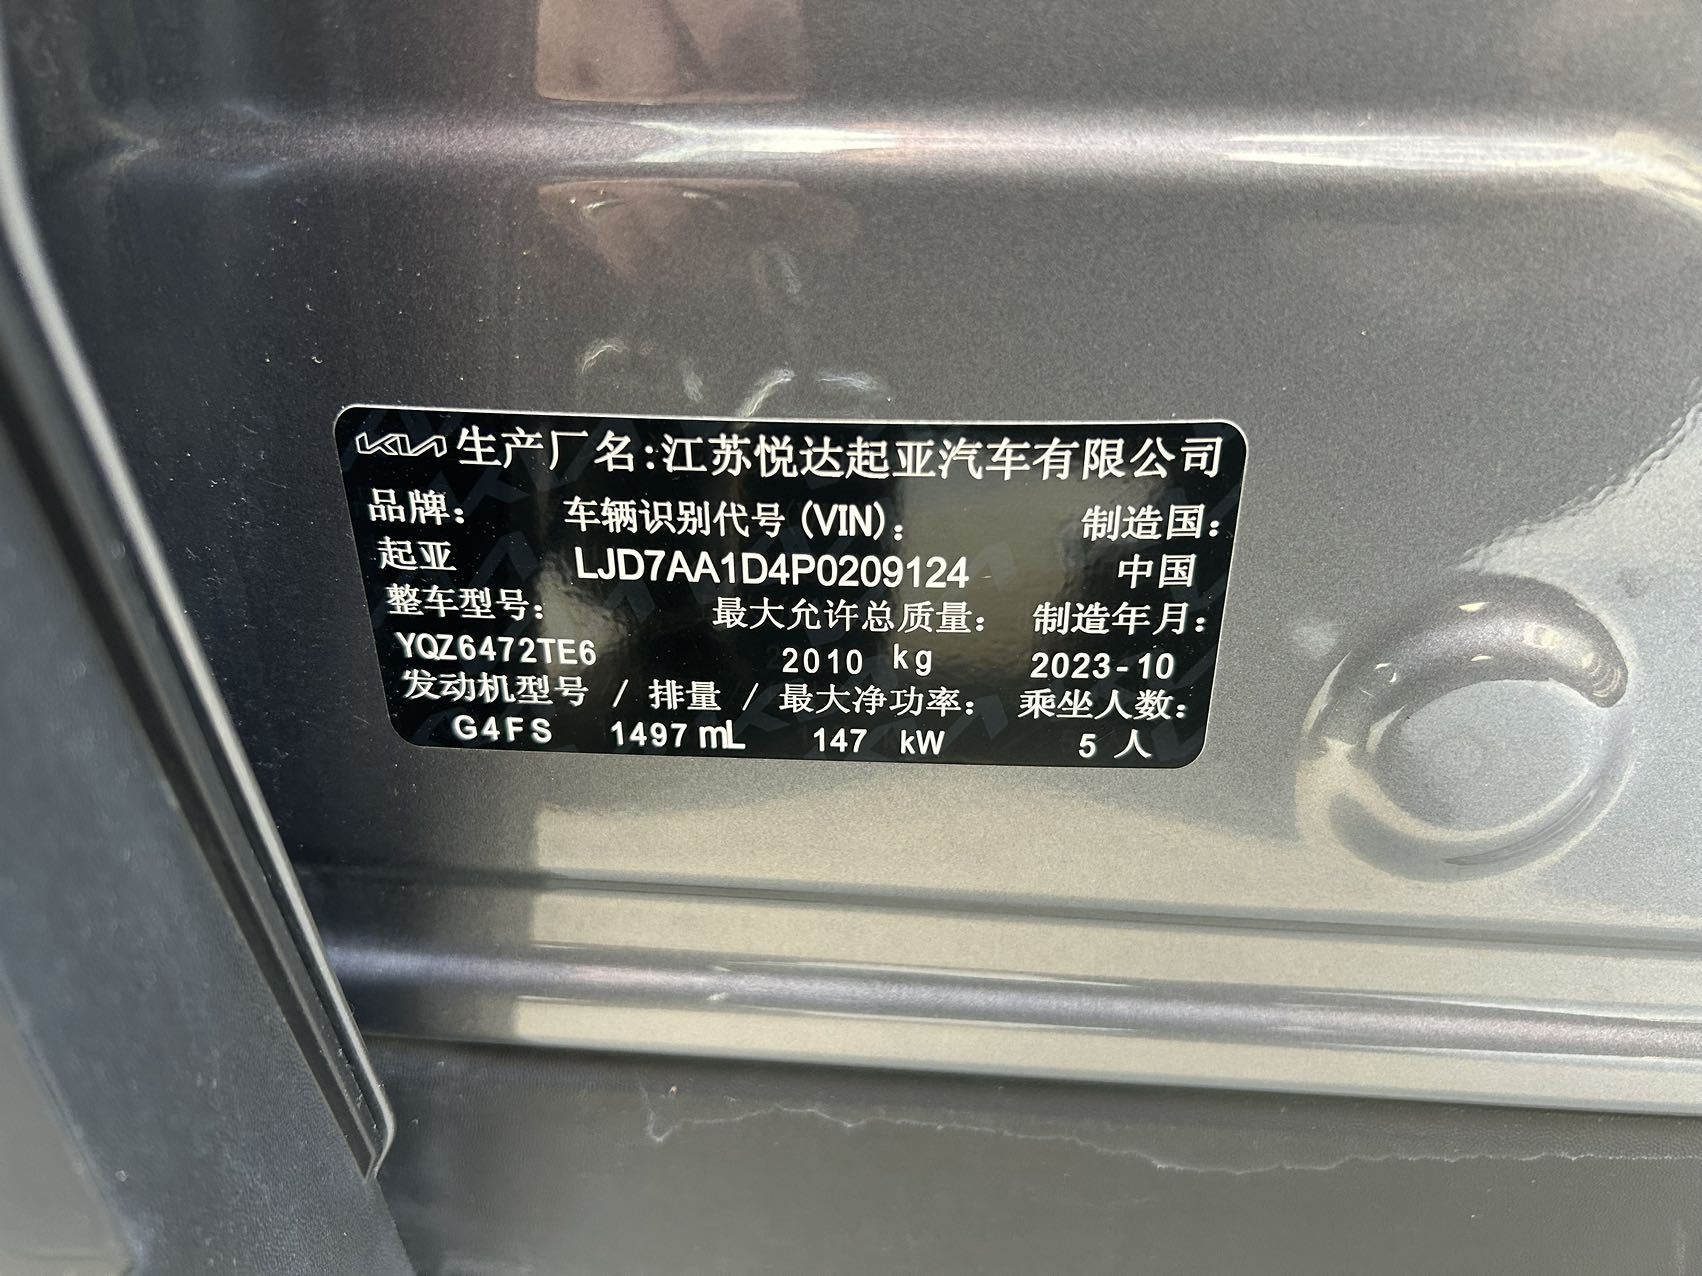 KIA 生产厂名:江苏悦达起亚汽车有限公司
品牌: 车辆识别代号(VIN): 制造国:
起亚 LJD7AA1D4P0209124 中国
整车型号: 最大允许总质量: 制造年月:
YQZ6472TE6 2010 kg 2023-10
发动机型号 / 排量 / 最大净功率: 乘坐人数:
G4FS 1497 mL 147 kW 5 人